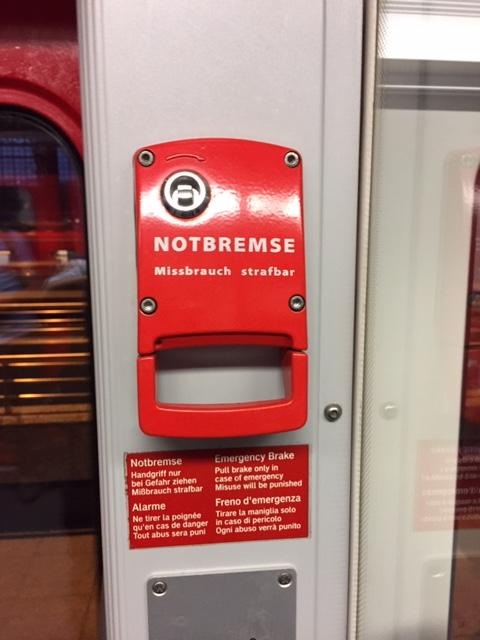 NOTBREMSE
Missbrauch strafbar
Notbremse
Handgriff nur
bei Gefahr ziehen
Mißbrauch strafbar
Emergency Brake
Pull brake only in
case of emergency
Misuse will be punished
Alarme
Ne tirer la poignée
qu'en cas de danger
Tout abus sera puni
Freno d'emergenza
Tirare la maniglia solo
in caso di pericolo
Ogni abuso verrà punito